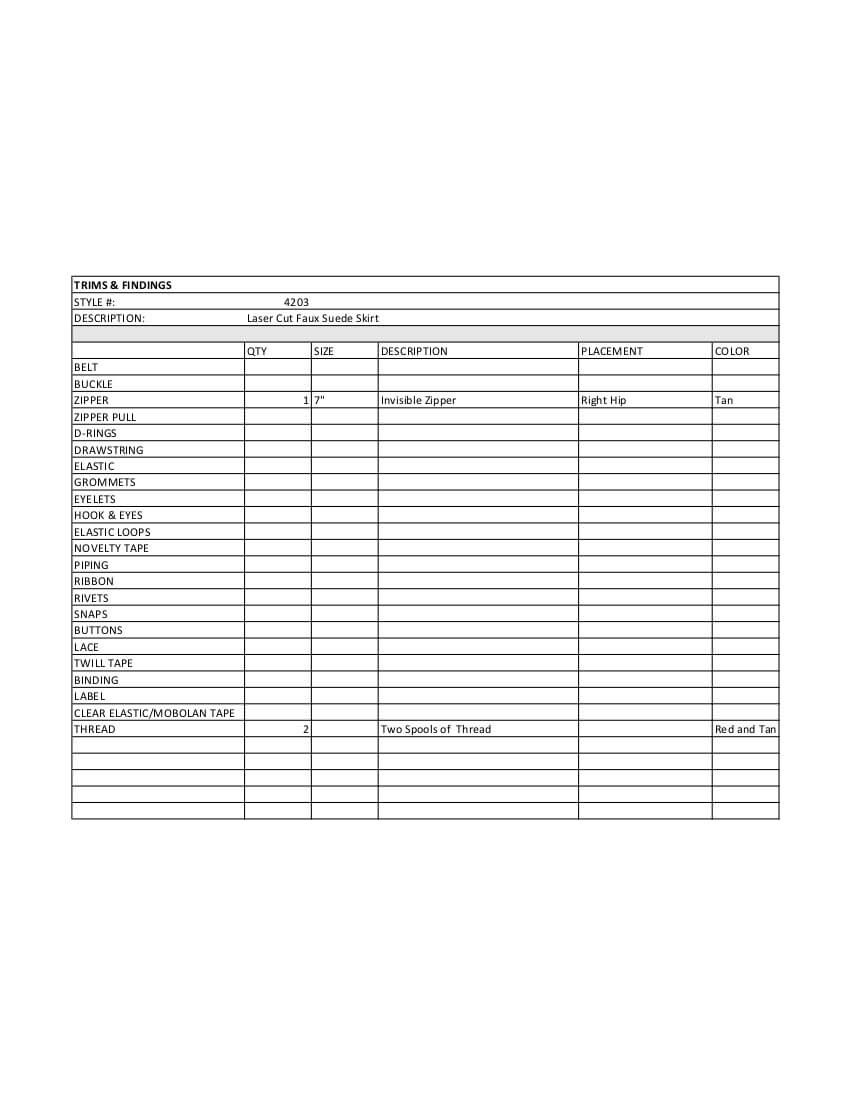 TRIMS & FINDINGS
STYLE #: 4203
DESCRIPTION: Laser Cut Faux Suede Skirt
QTY SIZE DESCRIPTION PLACEMENT COLOR
BELT
BUCKLE
ZIPPER 1 7" Invisible Zipper Right Hip Tan
ZIPPER PULL
D-RINGS
DRAWSTRING
ELASTIC
GROMMETS
EYELETS
HOOK & EYES
ELASTIC LOOPS
NOVELTY TAPE
PIPING
RIBBON
RIVETS
SNAPS
BUTTONS
LACE
TWILL TAPE
BINDING
LABEL
CLEAR ELASTIC/MOBOLAN TAPE
THREAD 2 Two Spools of Thread Red and Tan